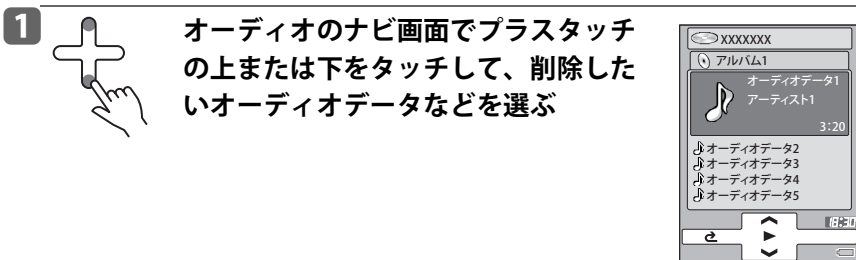 1
オーディオのナビ画面でプラスタッチ
の上または下をタッチして、削除した
いオーディオデータなどを選ぶ
XXXXXXX
アルバム1
オーディオデータ1
アーティスト1
3:20
オーディオデータ2
オーディオデータ3
オーディオデータ4
オーディオデータ5
18:30